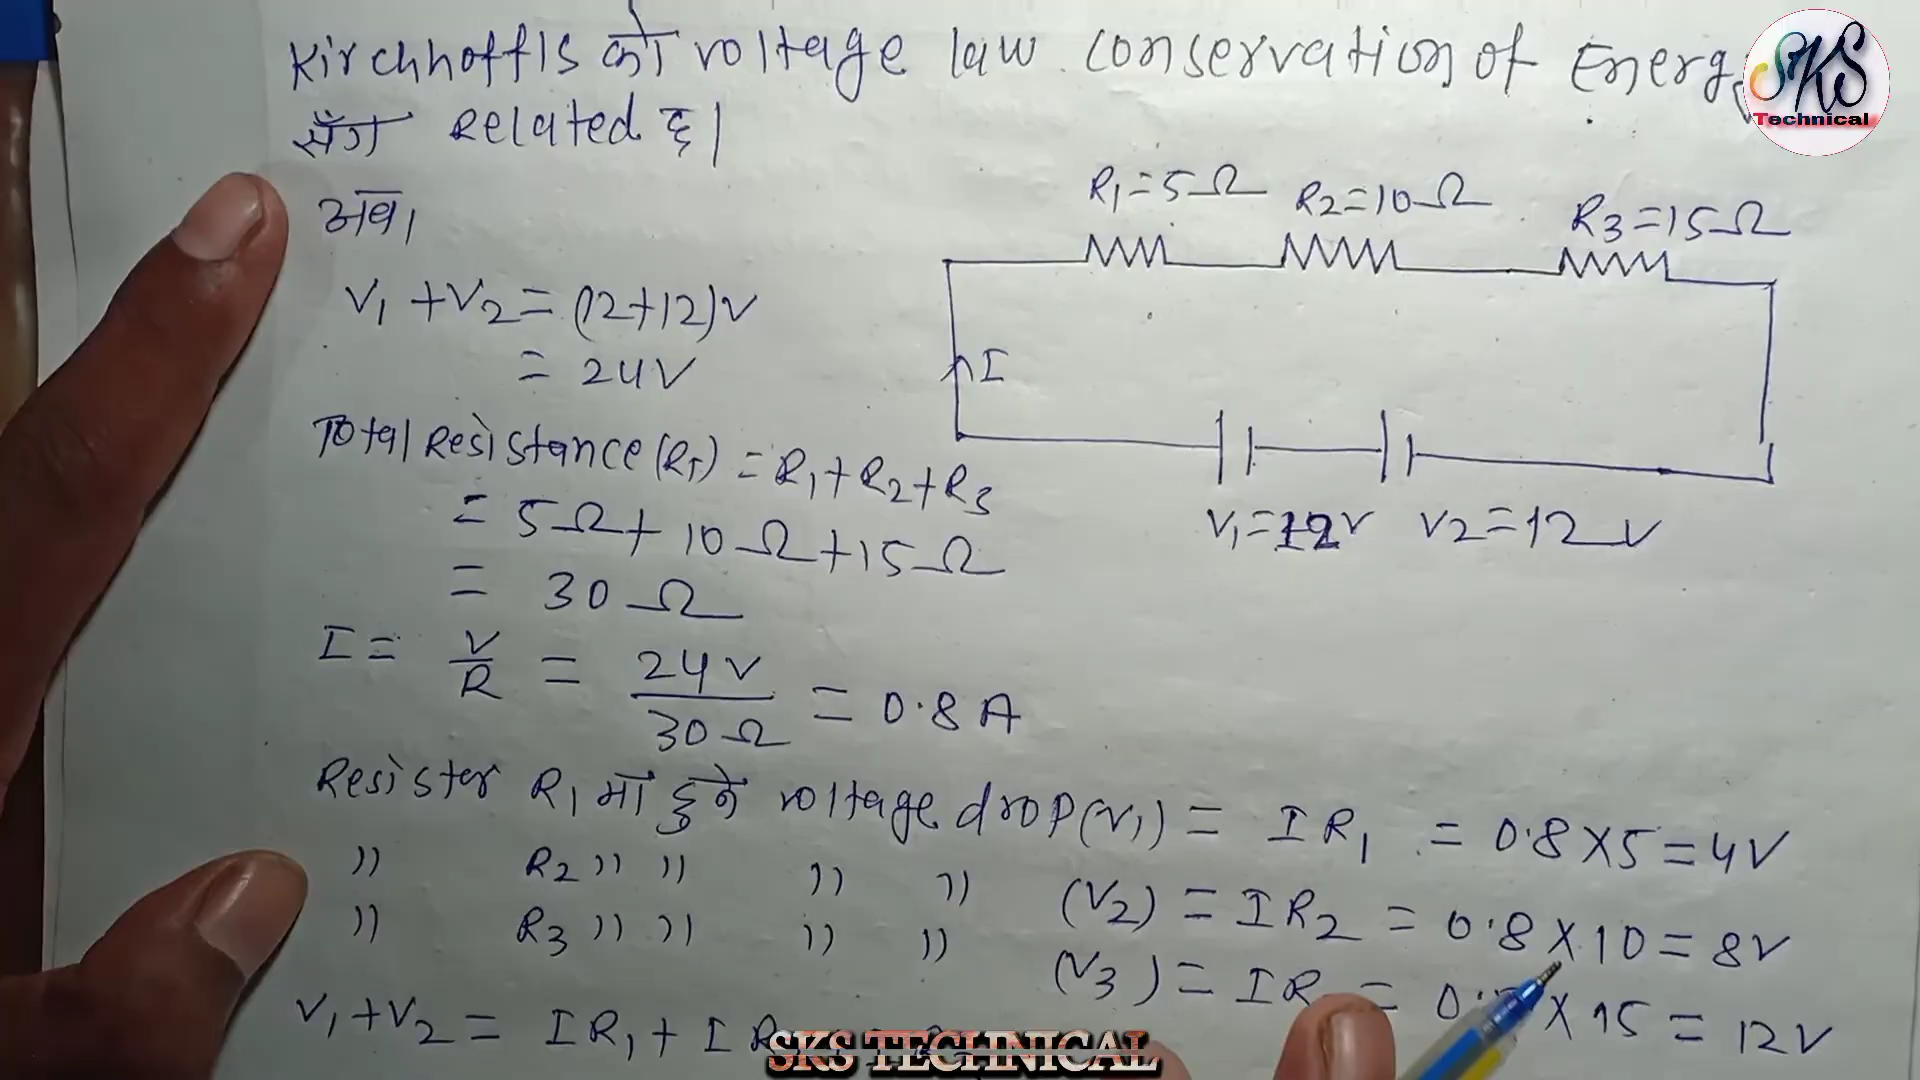 Kirchhoff's को voltage law conservation of Energy
सँग Related छ।
SKS
Technical
अब।
V1 + V2 = (12+12)V
= 24V
Total Resistance (RT) = R1 + R2 + R3
= 5Ω + 10Ω + 15Ω
= 30Ω
I = V/R = 24V/30Ω = 0.8A
R1=5Ω R2=10Ω R3=15Ω
I
V1=12V V2=12V
Resister R1 मा हुने voltage drop (V1) = IR1 = 0.8×5=4V
〃 R2 〃 〃 〃 〃 (V2) = IR2 = 0.8×10=8V
〃 R3 〃 〃 〃 〃 (V3) = IR = 0. ×15 = 12V
V1+V2 = IR1 + IR
SKS TECHNICAL